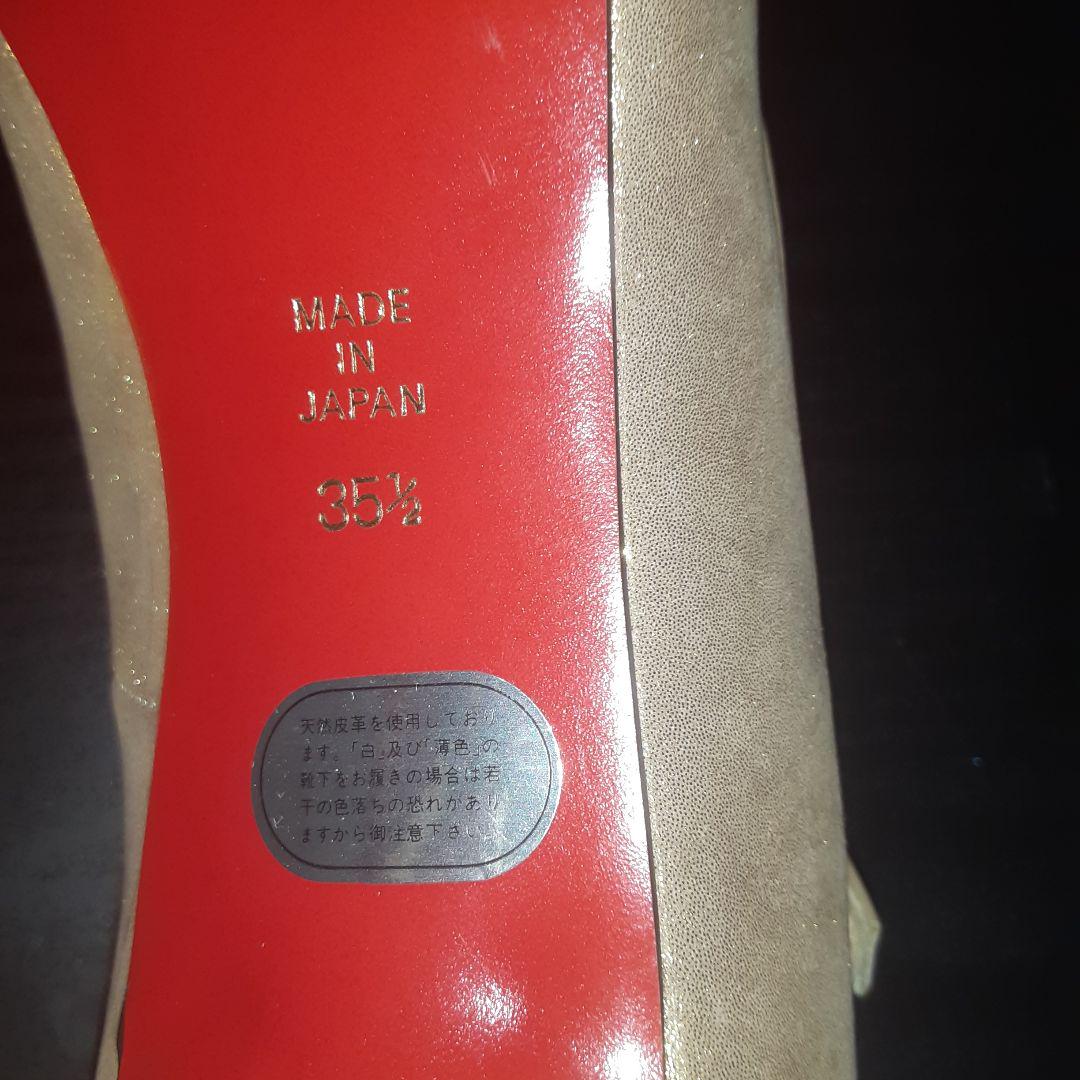 MADE
IN
JAPAN
35½
天然皮革を使用しており
ます。「白」及び「薄色」の
靴下をお履きの場合は若
干の色落ちの恐れがあり
ますから御注意下さい